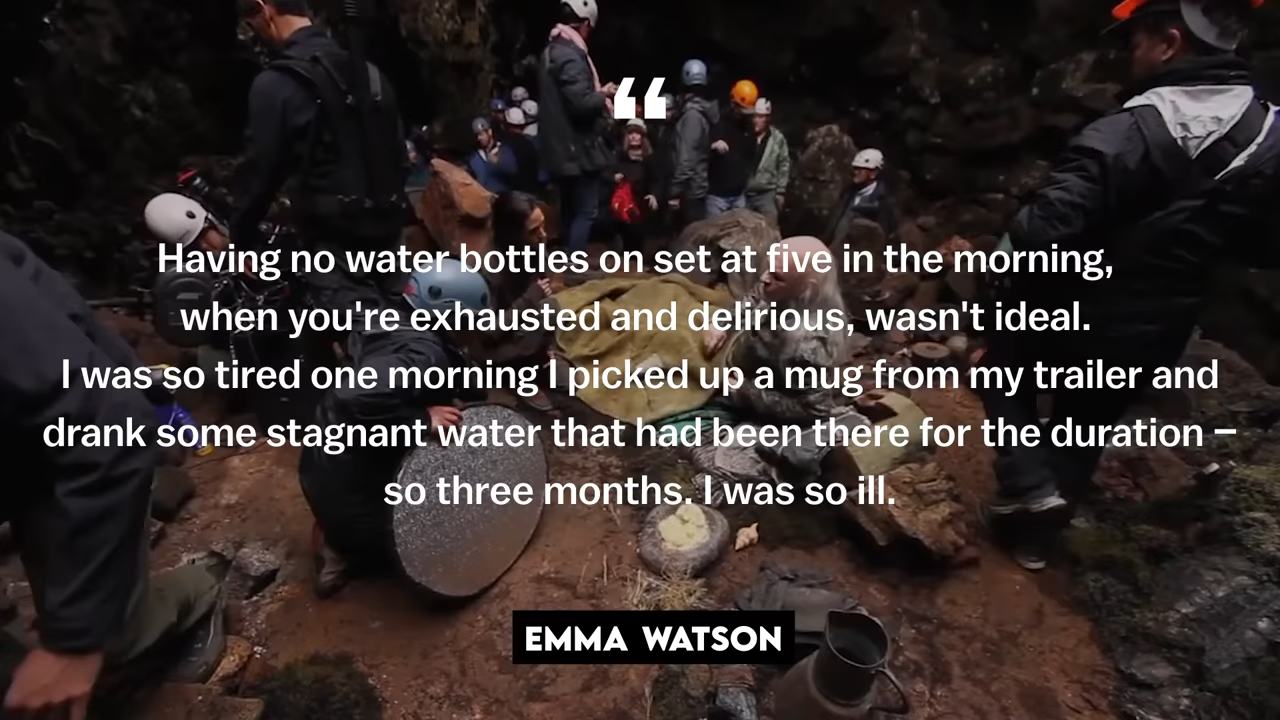 “
Having no water bottles on set at five in the morning,
when you're exhausted and delirious, wasn't ideal.
I was so tired one morning I picked up a mug from my trailer and
drank some stagnant water that had been there for the duration –
so three months. I was so ill.
EMMA WATSON